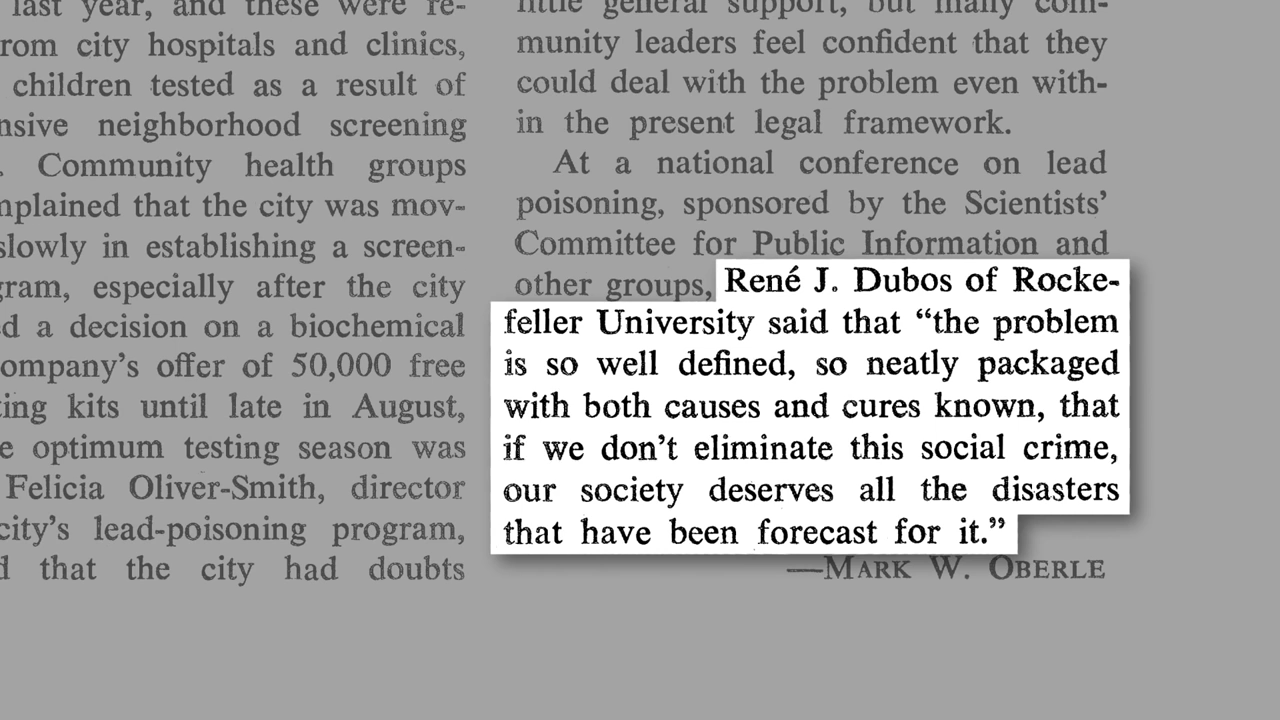 last year, and these were re-
rom city hospitals and clinics,
children tested as a result of
nsive neighborhood screening
. Community health groups
mplained that the city was mov-
slowly in establishing a screen-
gram, especially after the city
d a decision on a biochemical
ompany's offer of 50,000 free
ting kits until late in August,
e optimum testing season was
Felicia Oliver-Smith, director
city's lead-poisoning program,
d that the city had doubts
little general support, but many com-
munity leaders feel confident that they
could deal with the problem even with-
in the present legal framework.
At a national conference on lead
poisoning, sponsored by the Scientists'
Committee for Public Information and
other groups, René J. Dubos of Rocke-
feller University said that “the problem
is so well defined, so neatly packaged
with both causes and cures known, that
if we don't eliminate this social crime,
our society deserves all the disasters
that have been forecast for it.”
—MARK W. OBERLE